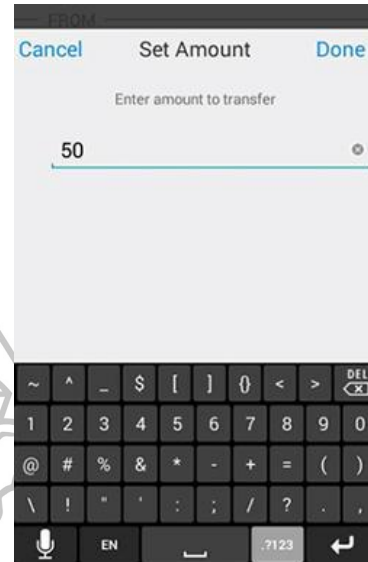 FROM
Cancel Set Amount Done
Enter amount to transfer
50
~ ^ _ $ [ ] {} < > DEL
1 2 3 4 5 6 7 8 9 0
@ # % & * - + = ( )
\ ! " ' : ; / ? . ,
EN .?123